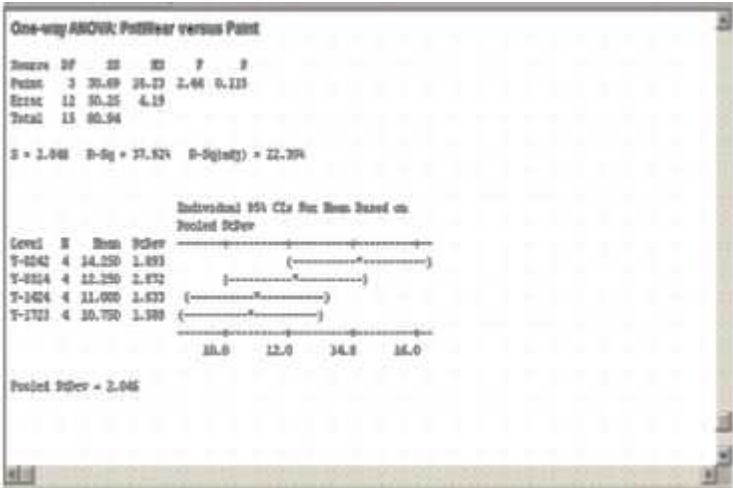 One-way ANOVA: versus Paint
Source DF SS MS F P
Paint 3 30.69 10.23 2.44 0.115
Error 12 50.25 4.19
Total 15 80.94
S = 2.046 R-Sq = 37.92% R-Sq(adj) = 22.39%
Individual 95% CIs For Mean Based on
Pooled StDev
Level N Mean StDev
4 14.250 1.893
4 12.250
4 11.000 1.633
4 10.750
10.0 12.0 14.0 16.0
Pooled StDev = 2.046